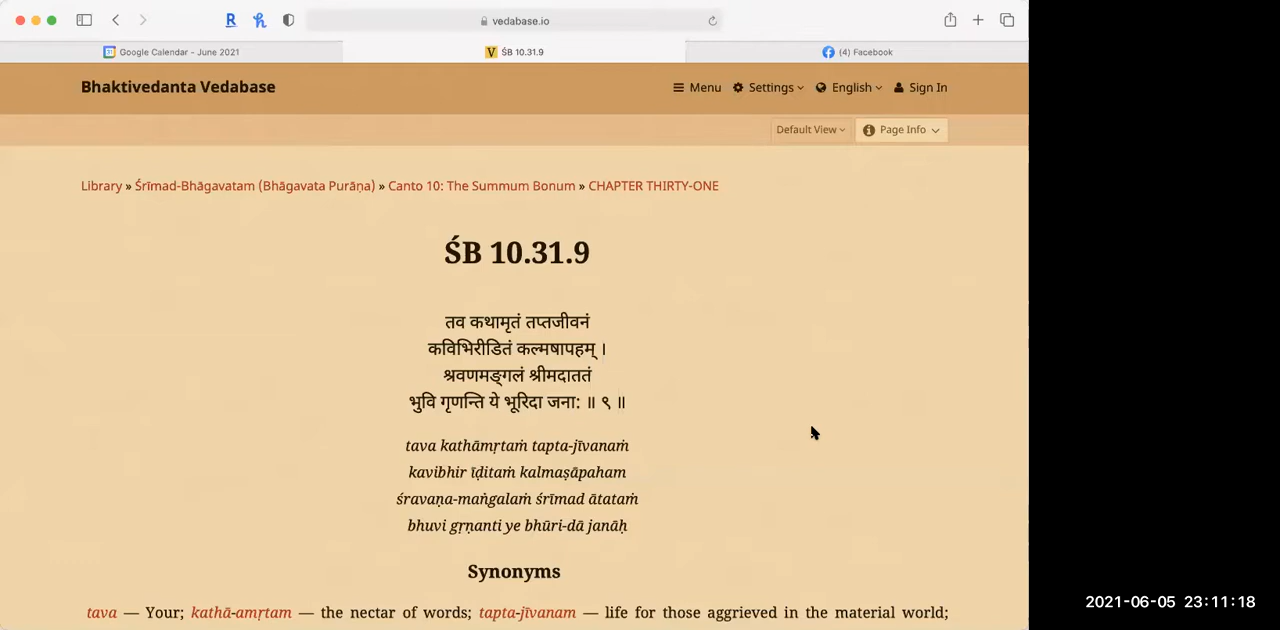 vedabase.io
Google Calendar - June 2021
ŚB 10.31.9
(4) Facebook
Bhaktivedanta Vedabase
Menu Settings English Sign In
Default View Page Info
Library » Śrīmad-Bhāgavatam (Bhāgavata Purāṇa) » Canto 10: The Summum Bonum » CHAPTER THIRTY-ONE
ŚB 10.31.9
तव कथामृतं तप्तजीवनं
कविभिरीडितं कल्मषापहम् ।
श्रवणमङ्गलं श्रीमदाततं
भुवि गृणन्ति ये भूरिदा जना: ॥ ९ ॥
tava kathāmṛtaṁ tapta-jīvanaṁ
kavibhir īḍitaṁ kalmaṣāpaham
śravaṇa-maṅgalaṁ śrīmad ātataṁ
bhuvi gṛṇanti ye bhūri-dā janāḥ
Synonyms
tava — Your; kathā-amṛtam — the nectar of words; tapta-jīvanam — life for those aggrieved in the material world;
2021-06-05 23:11:18